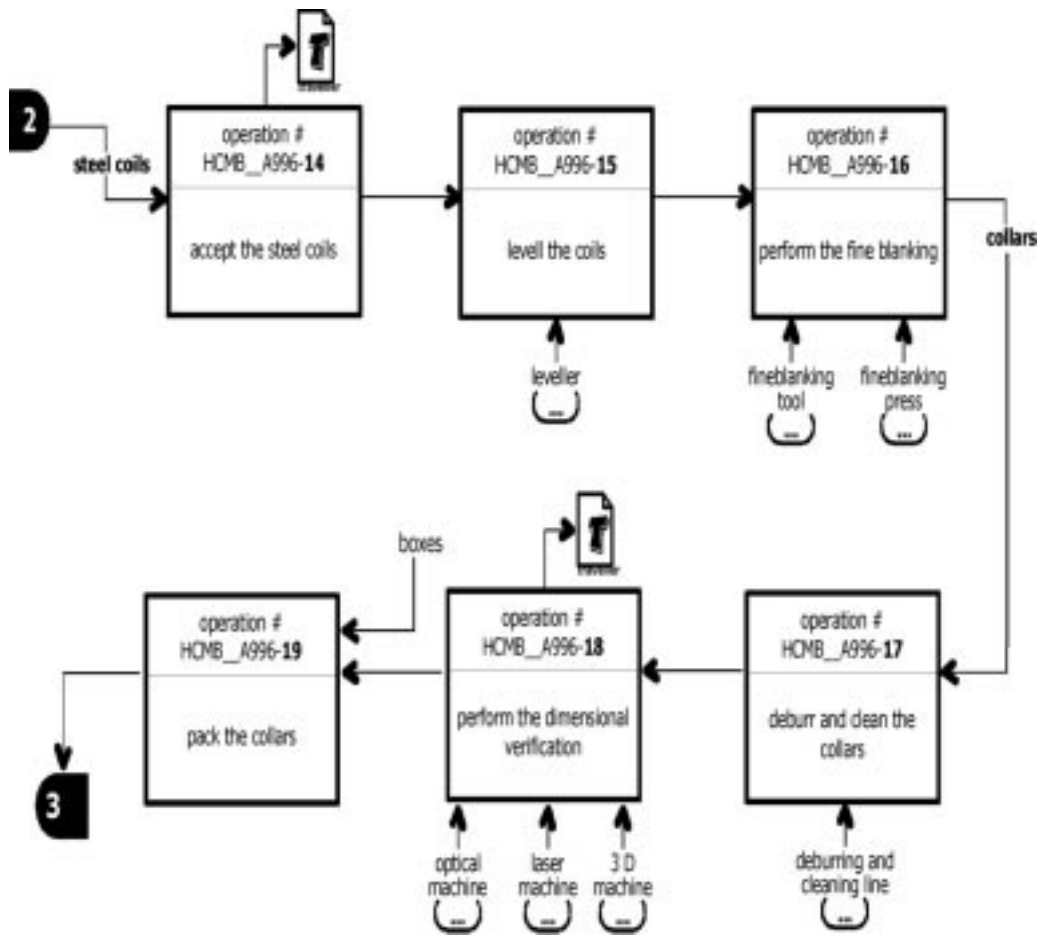 traveller
2
steel coils
operation #
HCMB__A996-14
accept the steel coils
operation #
HCMB__A996-15
levell the coils
leveller
...
operation #
HCMB__A996-16
perform the fine blanking
fineblanking
tool
...
fineblanking
press
...
collars
operation #
HCMB__A996-17
deburr and clean the
collars
deburring and
cleaning line
...
traveller
operation #
HCMB__A996-18
perform the dimensional
verification
optical
machine
...
laser
machine
...
3 D
machine
...
boxes
operation #
HCMB__A996-19
pack the collars
3